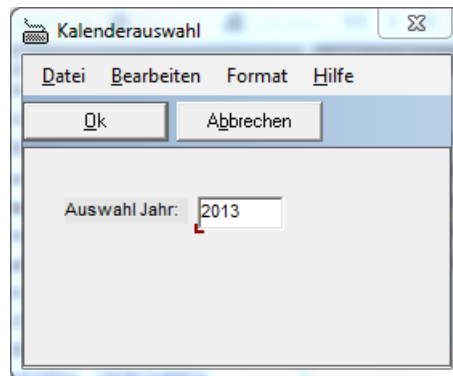 Kalenderauswahl
Datei Bearbeiten Format Hilfe
Ok Abbrechen
Auswahl Jahr: 2013